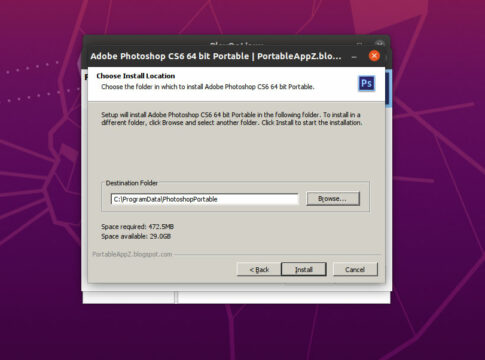 Adobe Photoshop CS6 64 bit Portable | PortableAppZ.blo...
Choose Install Location
Choose the folder in which to install Adobe Photoshop CS6 64 bit Portable.
Ps
Setup will install Adobe Photoshop CS6 64 bit Portable in the following folder. To install in a
different folder, click Browse and select another folder. Click Install to start the installation.
Destination Folder
C:\ProgramData\PhotoshopPortable
Browse...
Space required: 472.5MB
Space available: 29.0GB
PortableAppZ.blogspot.com
< Back
Install
Cancel